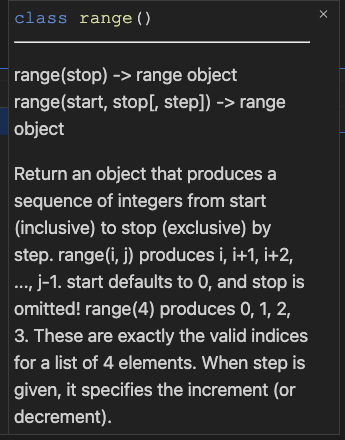 class range()
×
range(stop) -> range object
range(start, stop[, step]) -> range
object
Return an object that produces a
sequence of integers from start
(inclusive) to stop (exclusive) by
step. range(i, j) produces i, i+1, i+2,
..., j-1. start defaults to 0, and stop is
omitted! range(4) produces 0, 1, 2,
3. These are exactly the valid indices
for a list of 4 elements. When step is
given, it specifies the increment (or
decrement).